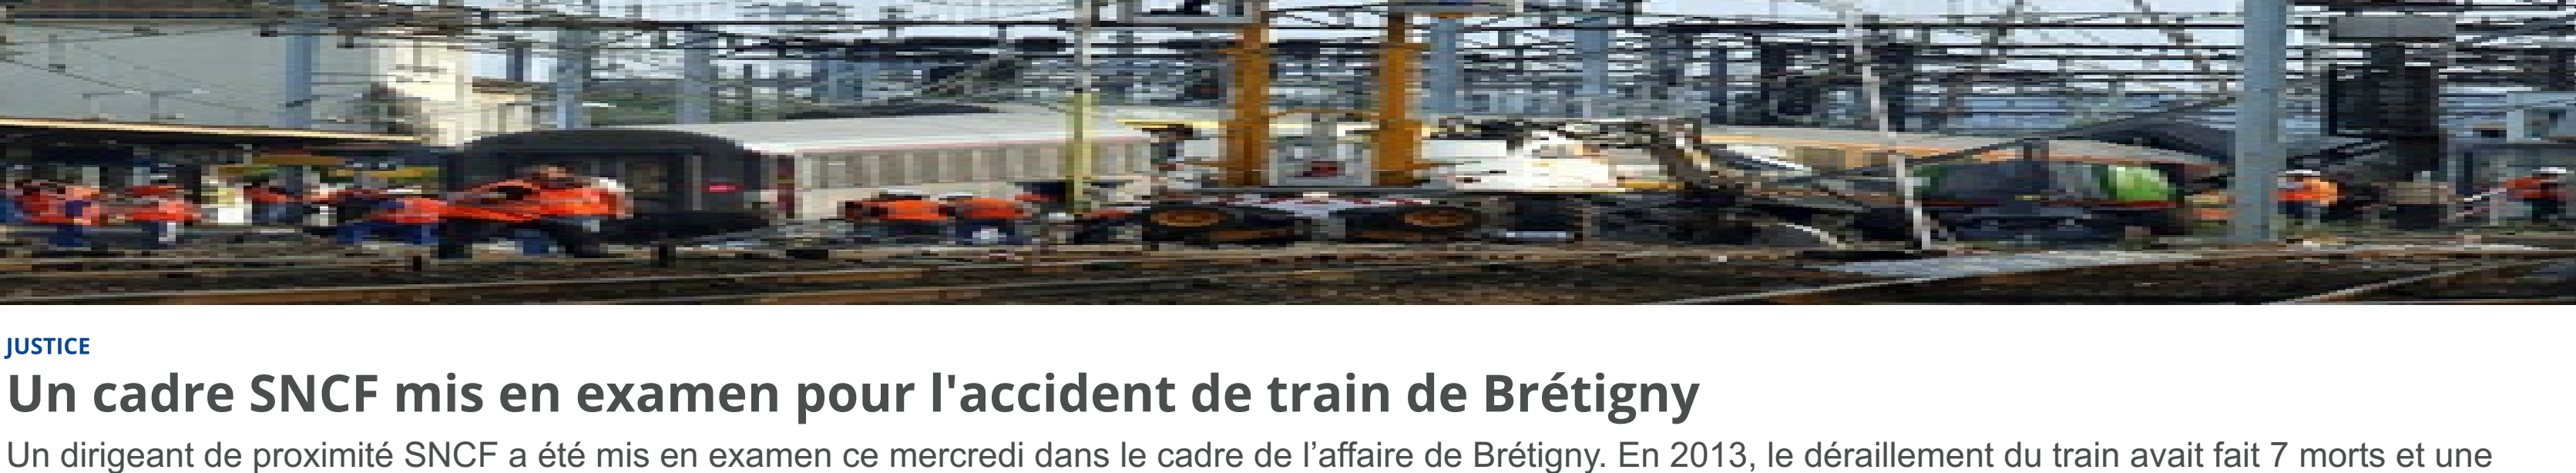 JUSTICE
Un cadre SNCF mis en examen pour l'accident de train de Brétigny
Un dirigeant de proximité SNCF a été mis en examen ce mercredi dans le cadre de l’affaire de Brétigny. En 2013, le déraillement du train avait fait 7 morts et une